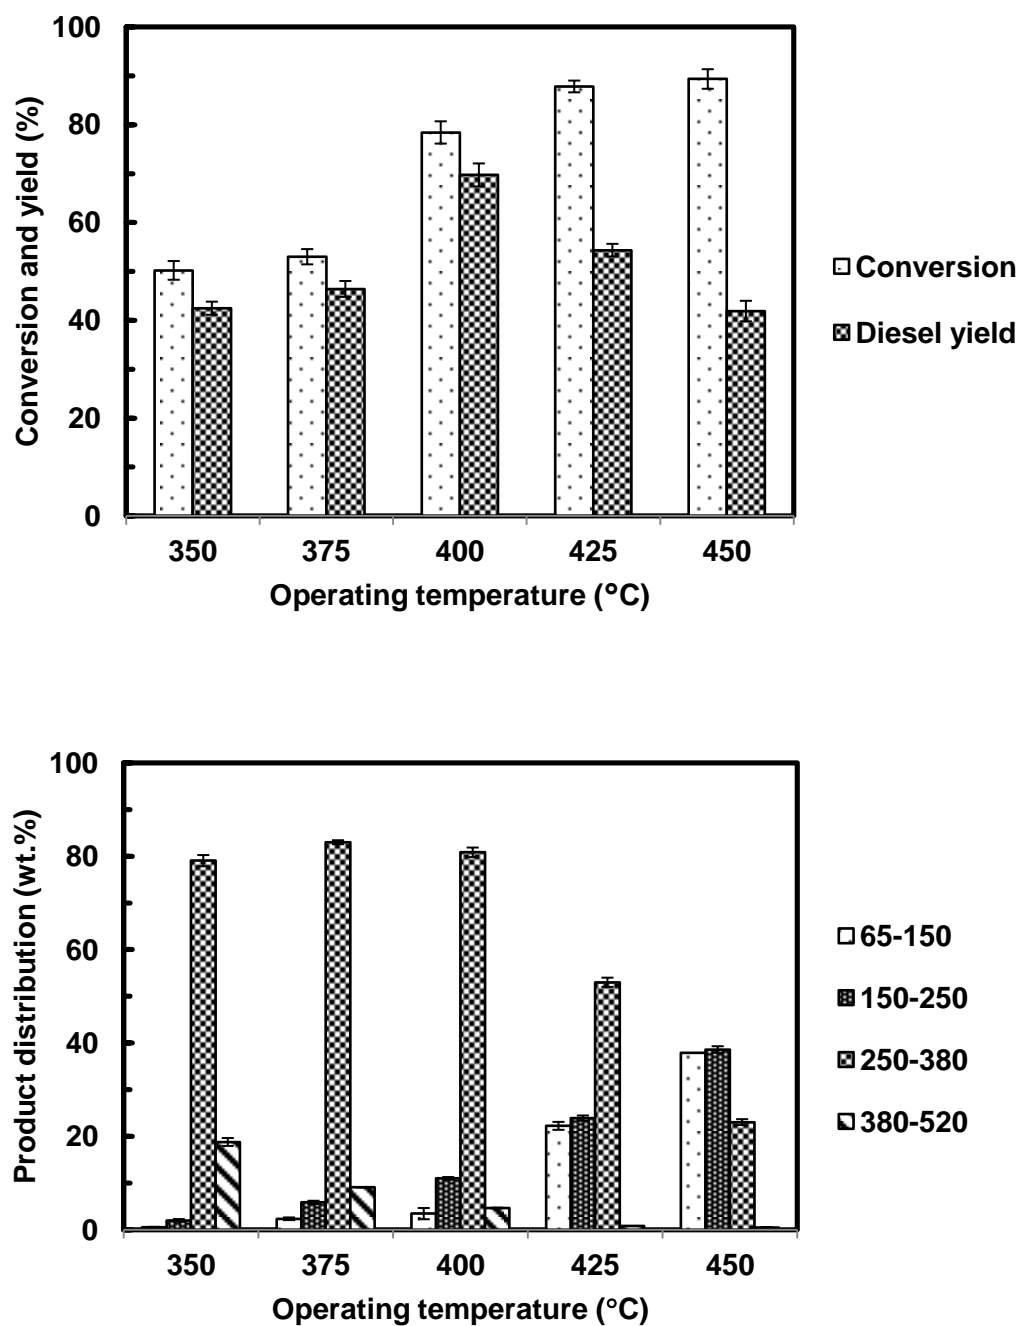 100
80
60
40
20
0
Conversion and yield (%)
350 375 400 425 450
Operating temperature (°C)
Conversion
Diesel yield
100
80
60
40
20
0
Product distribution (wt.%)
350 375 400 425 450
Operating temperature (°C)
65-150
150-250
250-380
380-520